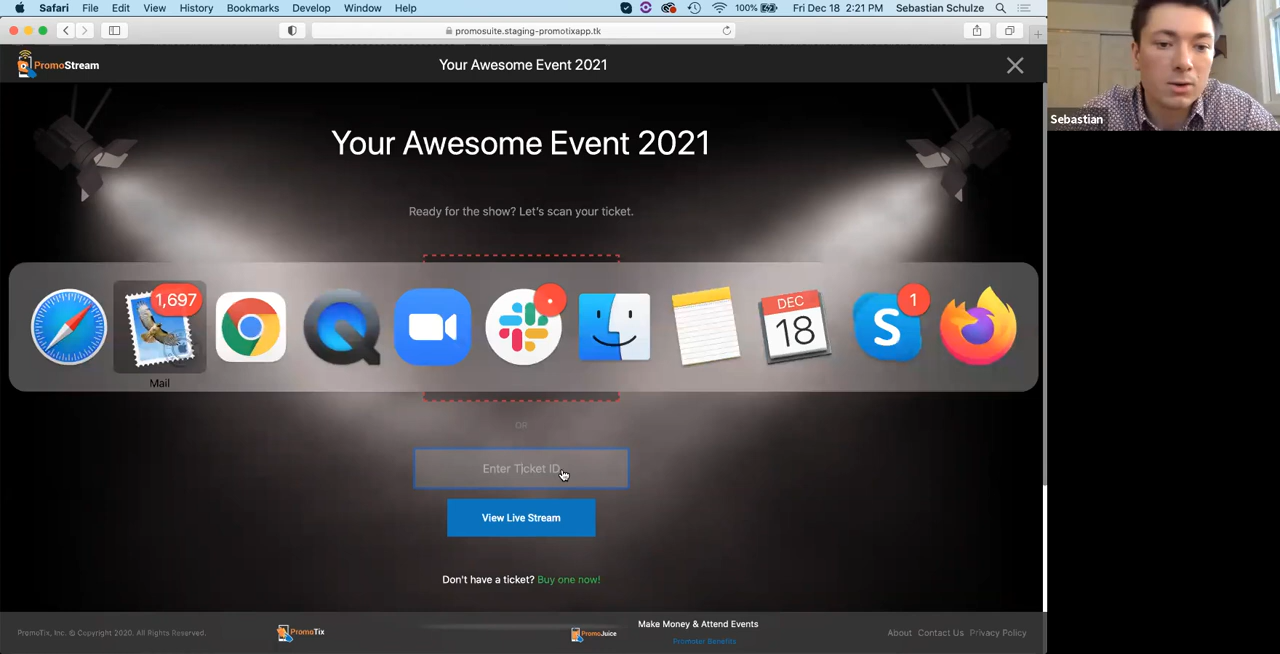 Safari File Edit View History Bookmarks Develop Window Help 100% Fri Dec 18 2:21 PM Sebastian Schulze
promosuite.staging-promotixapp.tk
PromoStream Your Awesome Event 2021
Sebastian
Your Awesome Event 2021
Ready for the show? Let's scan your ticket.
1,697
DEC
18
S
1
Mail
OR
Enter Ticket ID
View Live Stream
Don't have a ticket? Buy one now!
PromoTix, Inc. © Copyright 2020. All Rights Reserved. PromoTix PromoJuice Make Money & Attend Events About Contact Us Privacy Policy
Promoter Benefits